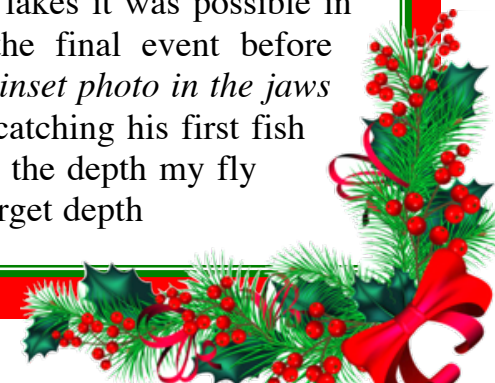 lakes it was possible in
the final event before
inset photo in the jaws
catching his first fish
the depth my fly
rget depth